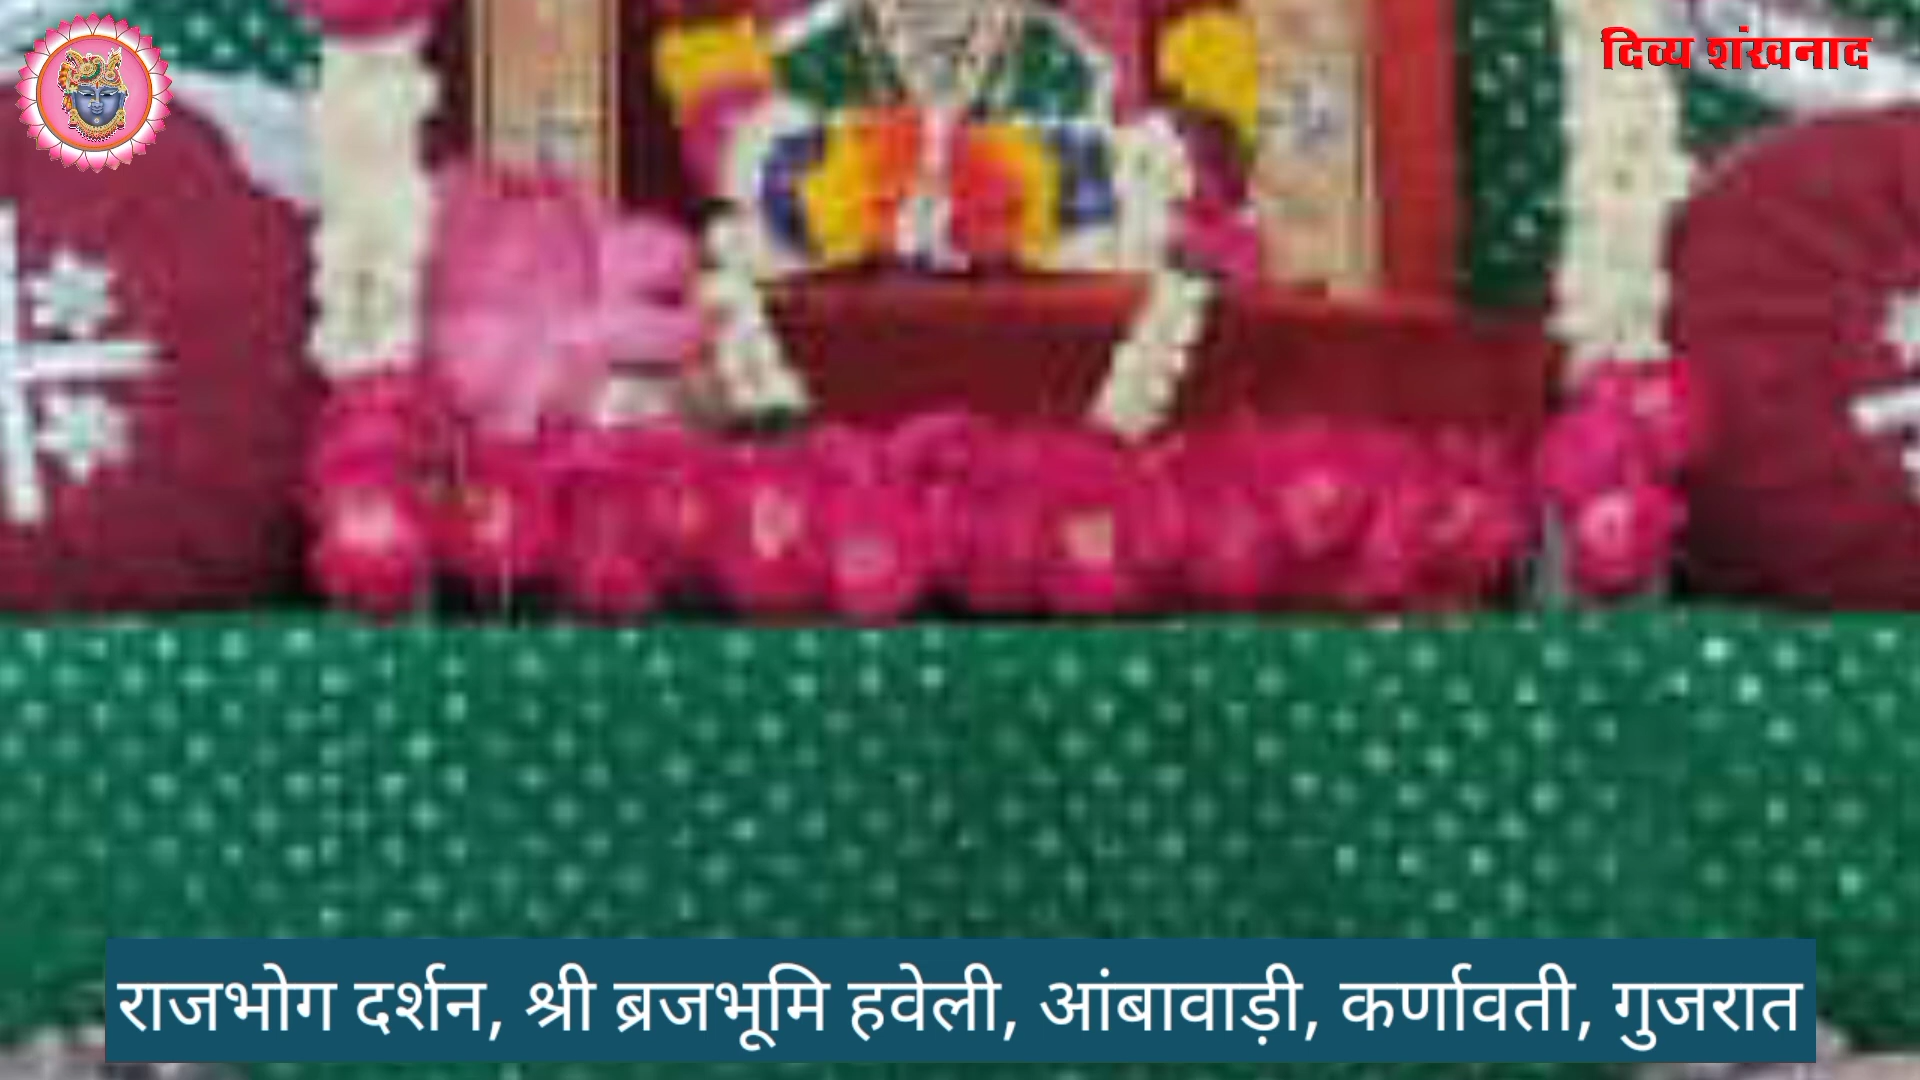 दिव्य शंखनाद
राजभोग दर्शन, श्री ब्रजभूमि हवेली, आंबावाड़ी, कर्णावती, गुजरात